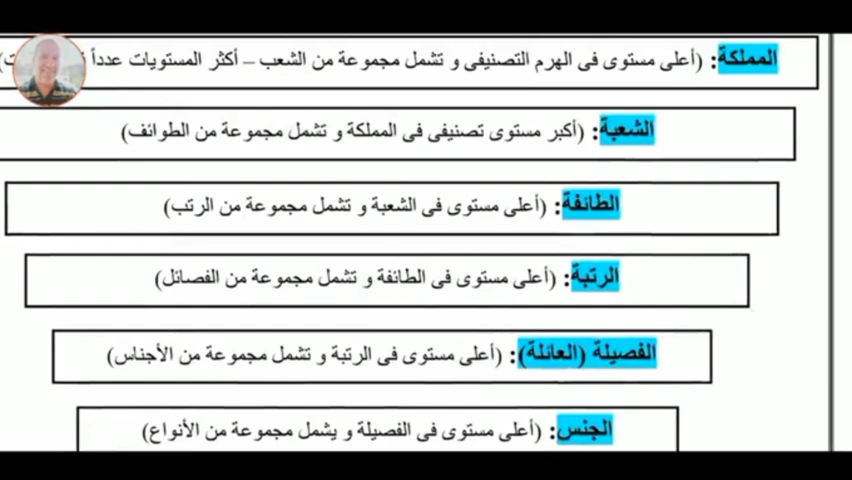 المملكة: (أعلى مستوى فى الهرم التصنيفى و تشمل مجموعة من الشعب – أكثر المستويات عدداً
الشعبة: (أكبر مستوى تصنيفى فى المملكة و تشمل مجموعة من الطوائف)
الطائفة: (أعلى مستوى فى الشعبة و تشمل مجموعة من الرتب)
الرتبة: (أعلى مستوى فى الطائفة و تشمل مجموعة من الفصائل)
الفصيلة (العائلة): (أعلى مستوى فى الرتبة و تشمل مجموعة من الأجناس)
الجنس: (أعلى مستوى فى الفصيلة و يشمل مجموعة من الأنواع)